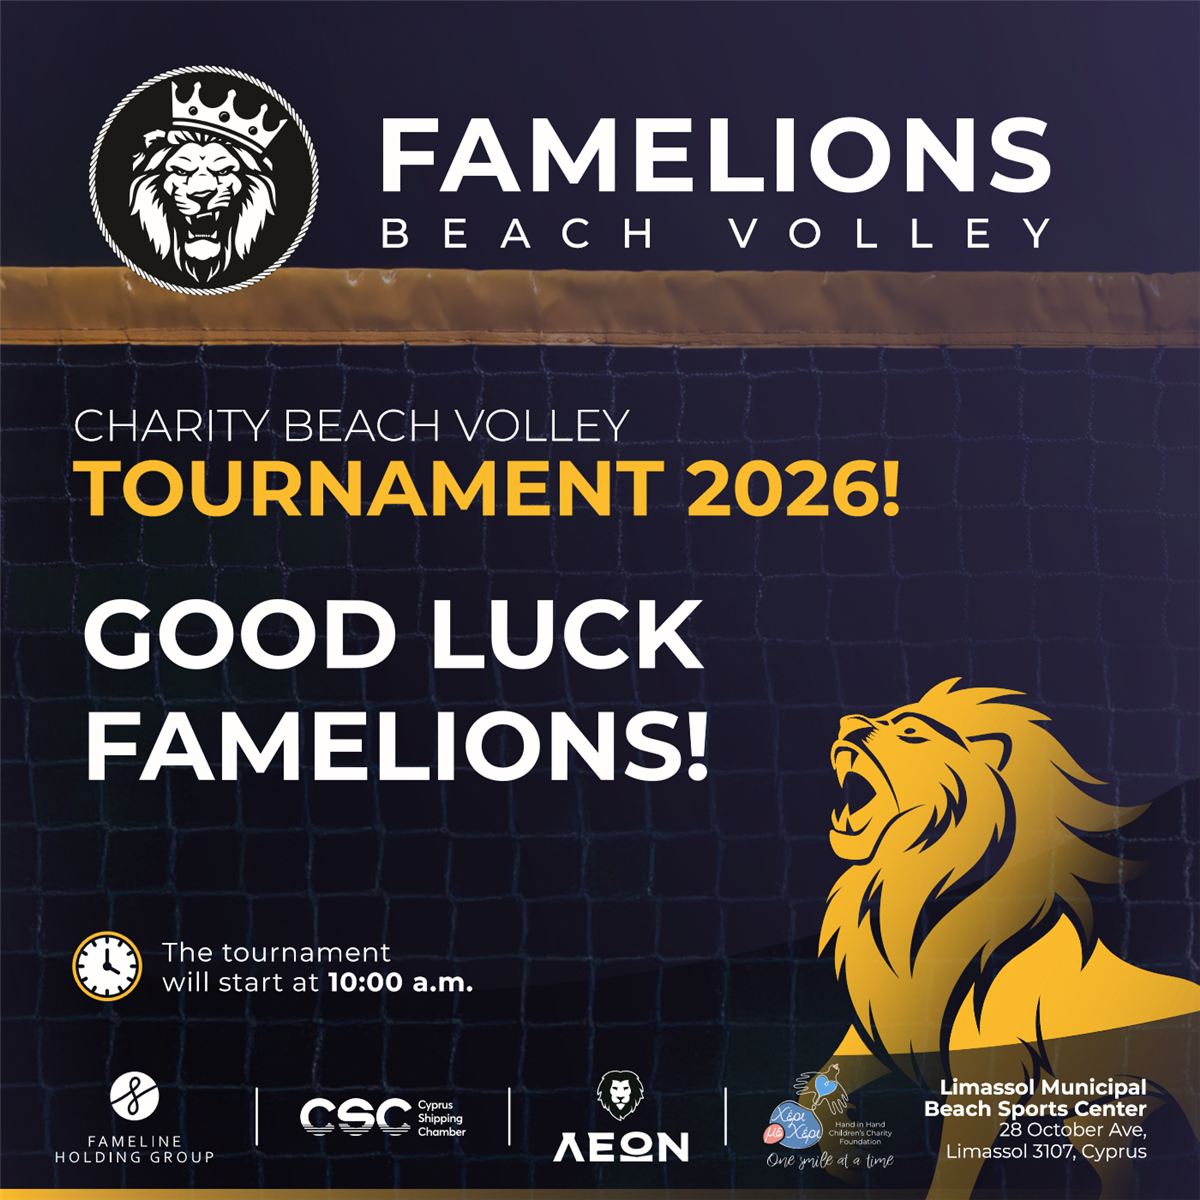 FAMELIONS
BEACH VOLLEY
CHARITY BEACH VOLLEY
TOURNAMENT 2026!
GOOD LUCK
FAMELIONS!
The tournament
will start at 10:00 a.m.
FAMELINE
HOLDING GROUP
CSC
Cyprus
Shipping
Chamber
ΛEON
Χέρι
με Χέρι
Hand in Hand
Children's Charity
Foundation
One smile at a time
Limassol Municipal
Beach Sports Center
28 October Ave,
Limassol 3107, Cyprus